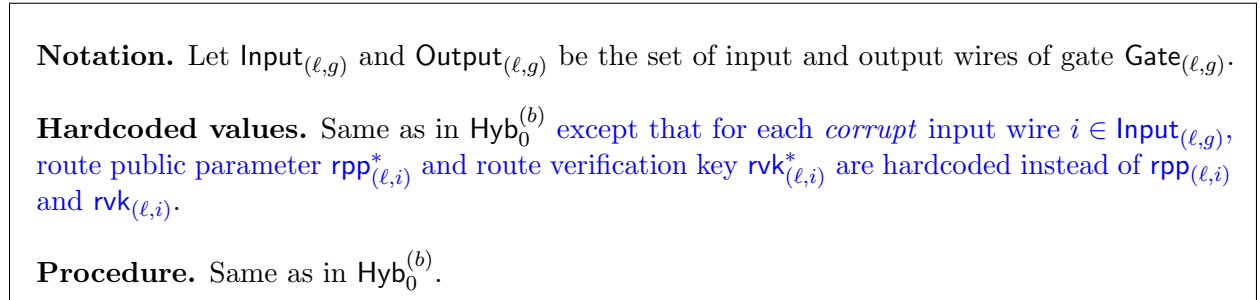 Notation. Let Input_{(ℓ,g)} and Output_{(ℓ,g)} be the set of input and output wires of gate Gate_{(ℓ,g)}.
Hardcoded values. Same as in Hyb_0^{(b)} except that for each corrupt input wire i ∈ Input_{(ℓ,g)},
route public parameter rpp^*_{(ℓ,i)} and route verification key rvk^*_{(ℓ,i)} are hardcoded instead of rpp_{(ℓ,i)}
and rvk_{(ℓ,i)}.
Procedure. Same as in Hyb_0^{(b)}.